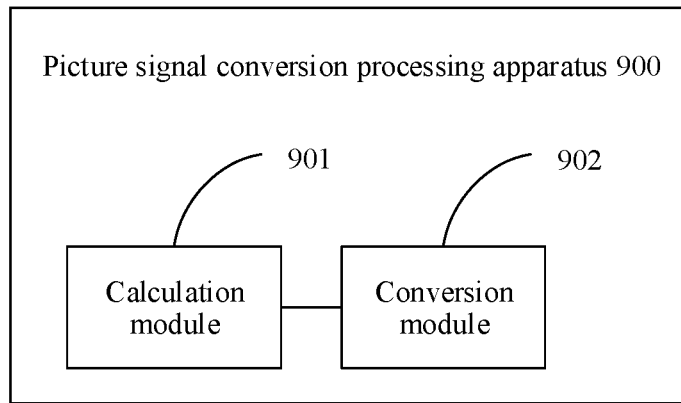 Picture signal conversion processing apparatus 900
901
902
Calculation
module
Conversion
module